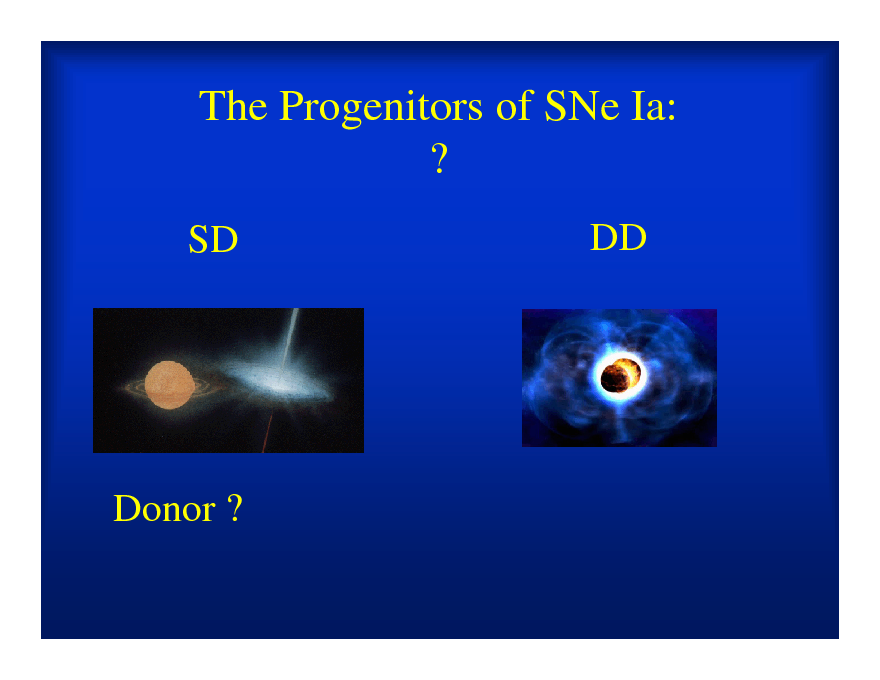 The Progenitors of SNe Ia:
?
SD
DD
Donor ?